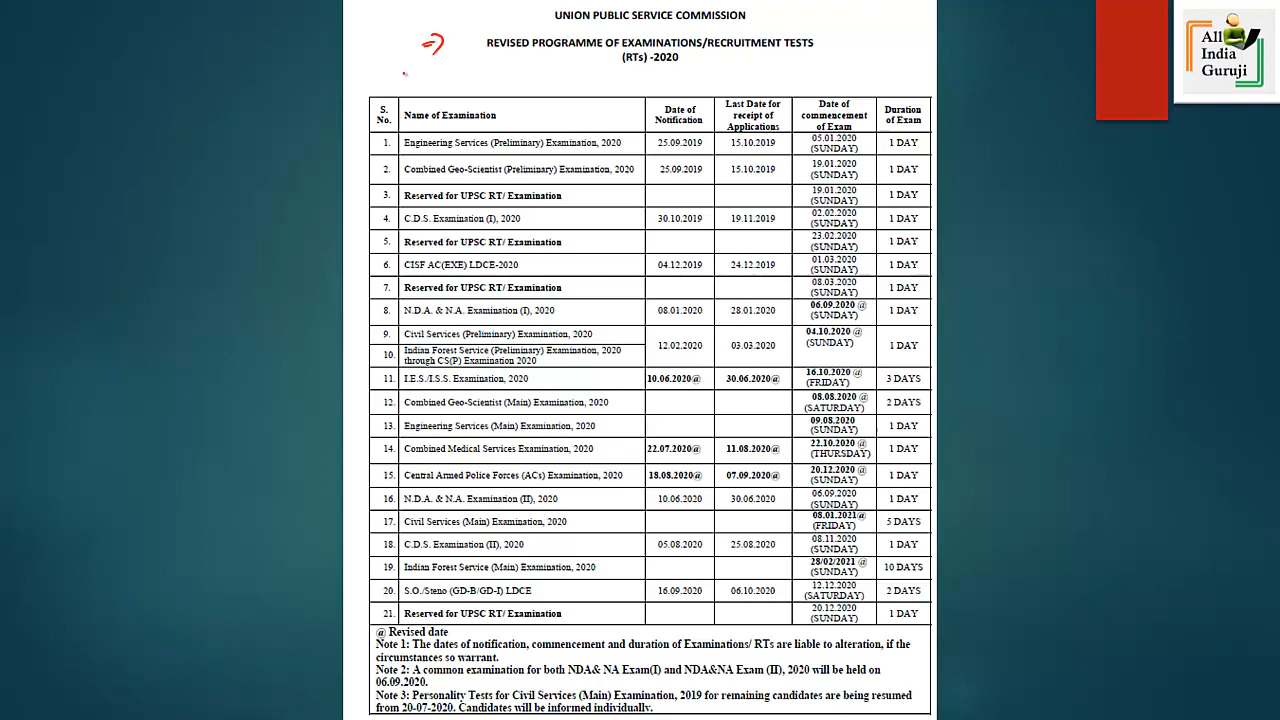 UNION PUBLIC SERVICE COMMISSION
REVISED PROGRAMME OF EXAMINATIONS/RECRUITMENT TESTS
(RTs) -2020
All
India
Guruji
S. No. | Name of Examination | Date of Notification | Last Date for receipt of Applications | Date of commencement of Exam | Duration of Exam
1. | Engineering Services (Preliminary) Examination, 2020 | 25.09.2019 | 15.10.2019 | 05.01.2020 (SUNDAY) | 1 DAY
2. | Combined Geo-Scientist (Preliminary) Examination, 2020 | 25.09.2019 | 15.10.2019 | 19.01.2020 (SUNDAY) | 1 DAY
3. | Reserved for UPSC RT/ Examination | 19.01.2020 (SUNDAY) | 1 DAY
4. | C.D.S. Examination (I), 2020 | 30.10.2019 | 19.11.2019 | 02.02.2020 (SUNDAY) | 1 DAY
5. | Reserved for UPSC RT/ Examination | 23.02.2020 (SUNDAY) | 1 DAY
6. | CISF AC(EXE) LDCE-2020 | 04.12.2019 | 24.12.2019 | 01.03.2020 (SUNDAY) | 1 DAY
7. | Reserved for UPSC RT/ Examination | 08.03.2020 (SUNDAY) | 1 DAY
8. | N.D.A. & N.A. Examination (I), 2020 | 08.01.2020 | 28.01.2020 | 06.09.2020 @ (SUNDAY) | 1 DAY
9. | Civil Services (Preliminary) Examination, 2020 | 12.02.2020 | 03.03.2020 | 04.10.2020 @ (SUNDAY) | 1 DAY
10. | Indian Forest Service (Preliminary) Examination, 2020 through CS(P) Examination 2020
11. | I.E.S./I.S.S. Examination, 2020 | 10.06.2020@ | 30.06.2020@ | 16.10.2020 @ (FRIDAY) | 3 DAYS
12. | Combined Geo-Scientist (Main) Examination, 2020 | 08.08.2020 @ (SATURDAY) | 2 DAYS
13. | Engineering Services (Main) Examination, 2020 | 09.08.2020 (SUNDAY) | 1 DAY
14. | Combined Medical Services Examination, 2020 | 22.07.2020@ | 11.08.2020@ | 22.10.2020 @ (THURSDAY) | 1 DAY
15. | Central Armed Police Forces (ACs) Examination, 2020 | 18.08.2020@ | 07.09.2020@ | 20.12.2020 @ (SUNDAY) | 1 DAY
16. | N.D.A. & N.A. Examination (II), 2020 | 10.06.2020 | 30.06.2020 | 06.09.2020 (SUNDAY) | 1 DAY
17. | Civil Services (Main) Examination, 2020 | 08.01.2021@ (FRIDAY) | 5 DAYS
18. | C.D.S. Examination (II), 2020 | 05.08.2020 | 25.08.2020 | 08.11.2020 (SUNDAY) | 1 DAY
19. | Indian Forest Service (Main) Examination, 2020 | 28/02/2021 @ (SUNDAY) | 10 DAYS
20. | S.O./Steno (GD-B/GD-I) LDCE | 16.09.2020 | 06.10.2020 | 12.12.2020 (SATURDAY) | 2 DAYS
21. | Reserved for UPSC RT/ Examination | 20.12.2020 (SUNDAY) | 1 DAY
@ Revised date
Note 1: The dates of notification, commencement and duration of Examinations/ RTs are liable to alteration, if the
circumstances so warrant.
Note 2: A common examination for both NDA& NA Exam(I) and NDA&NA Exam (II), 2020 will be held on
06.09.2020.
Note 3: Personality Tests for Civil Services (Main) Examination, 2019 for remaining candidates are being resumed
from 20-07-2020. Candidates will be informed individually.